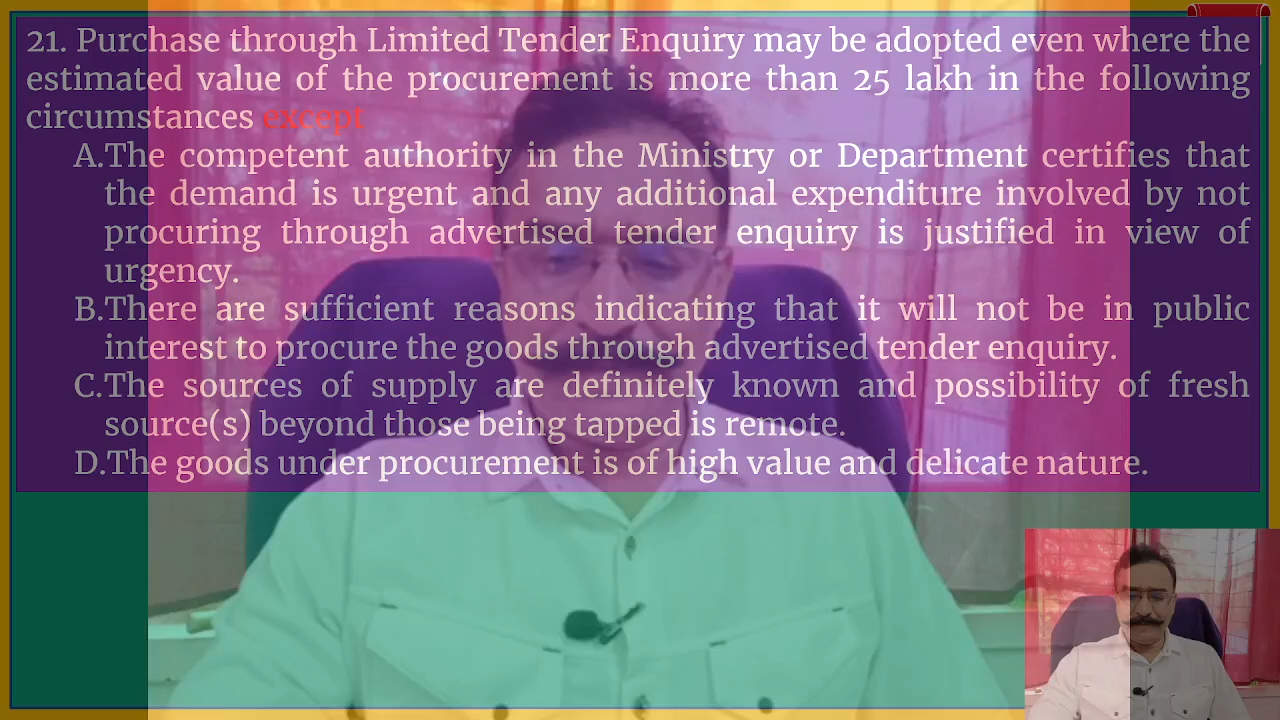 21. Purchase through Limited Tender Enquiry may be adopted even where the
estimated value of the procurement is more than 25 lakh in the following
circumstances except
A.The competent authority in the Ministry or Department certifies that
the demand is urgent and any additional expenditure involved by not
procuring through advertised tender enquiry is justified in view of
urgency.
B.There are sufficient reasons indicating that it will not be in public
interest to procure the goods through advertised tender enquiry.
C.The sources of supply are definitely known and possibility of fresh
source(s) beyond those being tapped is remote.
D.The goods under procurement is of high value and delicate nature.